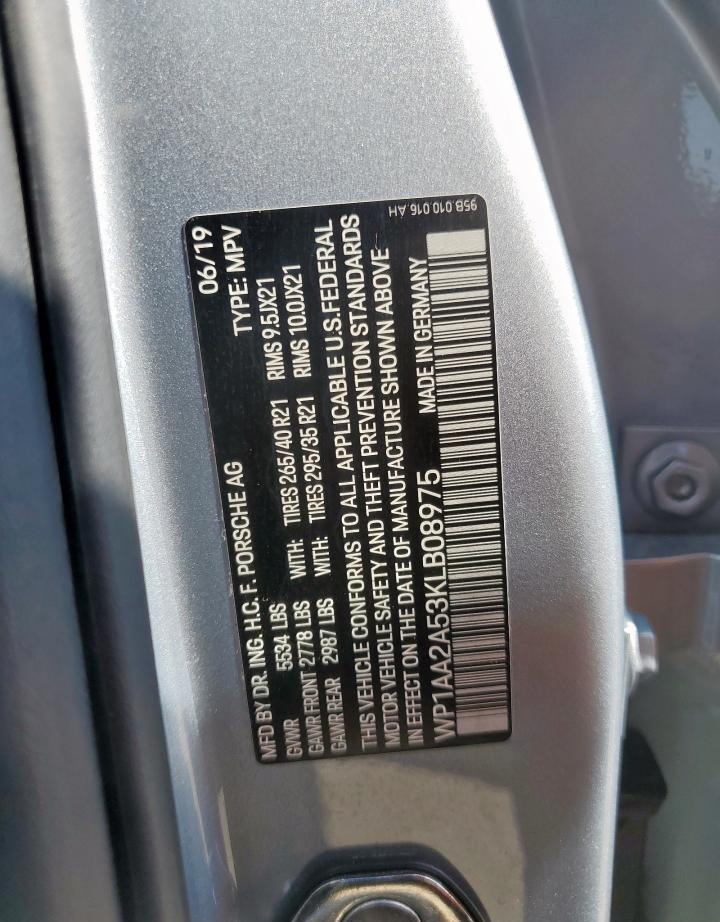 MFD BY DR. ING. H.C. F. PORSCHE AG 06/19
GVWR 5534 LBS TYPE: MPV
GAWR FRONT 2778 LBS WITH: TIRES 265/40 R21 RIMS 9.5JX21
GAWR REAR 2987 LBS WITH: TIRES 295/35 R21 RIMS 10.0JX21
THIS VEHICLE CONFORMS TO ALL APPLICABLE U.S.FEDERAL
MOTOR VEHICLE SAFETY AND THEFT PREVENTION STANDARDS
IN EFFECT ON THE DATE OF MANUFACTURE SHOWN ABOVE
WP1AA2A53KLB08975 MADE IN GERMANY
95B.010.016.AH